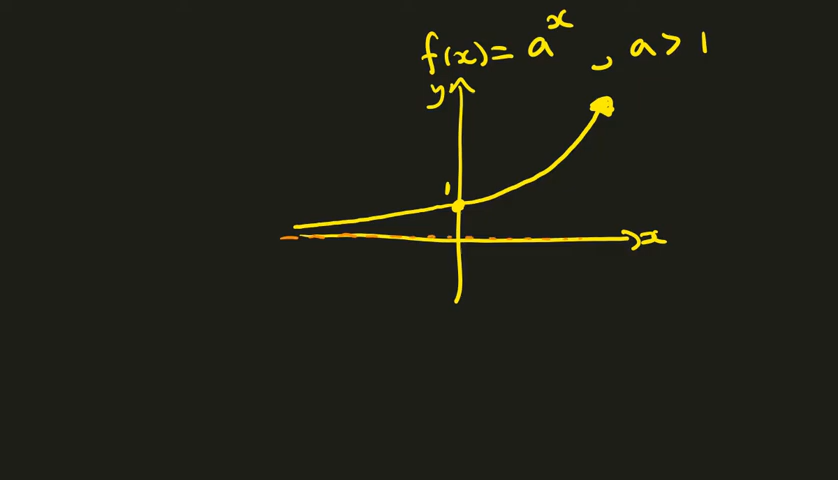 f(x) = a^x , a > 1
y
1
x